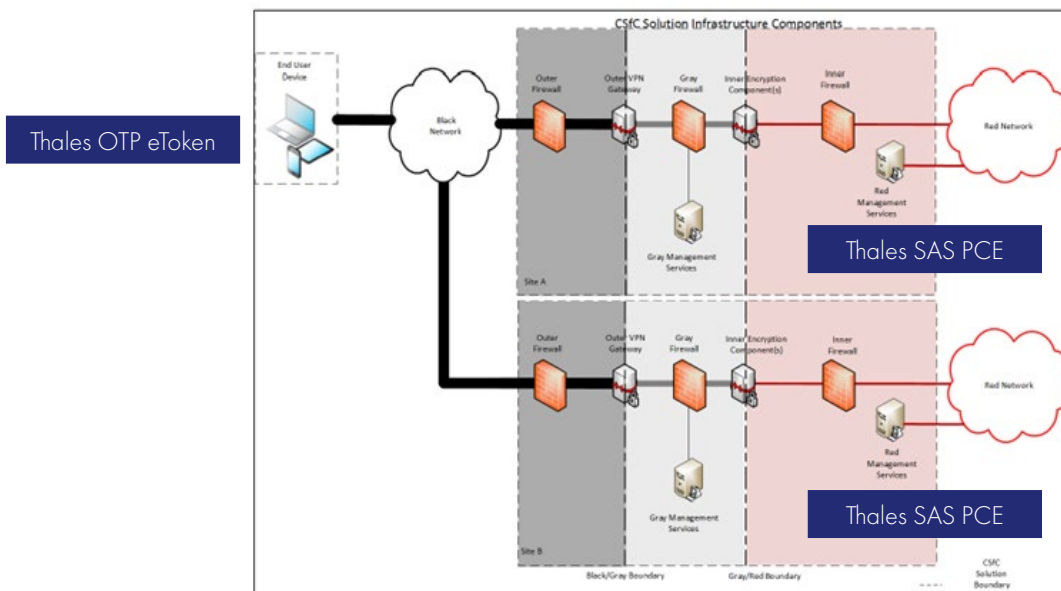 CSfC Solution Infrastructure Components
End User
Device
Thales OTP eToken
Black
Network
Outer
Firewall
Outer VPN
Gateway
Gray
Firewall
Inner Encryption
Component(s)
Inner
Firewall
Red Network
Red
Management
Services
Gray Management
Services
Thales SAS PCE
Site A
Outer
Firewall
Outer VPN
Gateway
Gray
Firewall
Inner Encryption
Component(s)
Inner
Firewall
Red Network
Red
Management
Services
Gray Management
Services
Thales SAS PCE
Site B
Black/Gray Boundary
Gray/Red Boundary
CSfC
Solution
Boundary